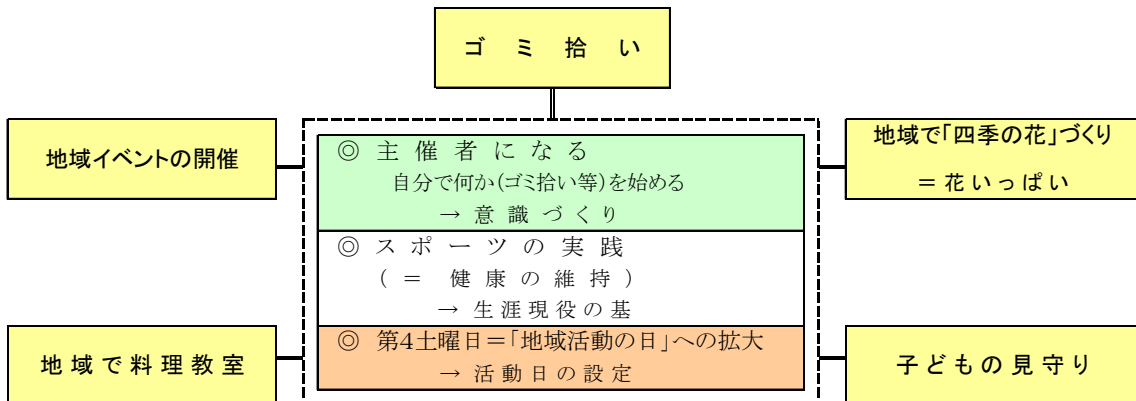 ゴミ拾い
地域イベントの開催
地域で「四季の花」づくり
＝花いっぱい
◎ 主催者になる
自分で何か(ゴミ拾い等)を始める
→ 意識づくり
◎ スポーツの実践
(＝ 健康の維持)
→ 生涯現役の基
◎ 第4土曜日＝「地域活動の日」への拡大
→ 活動日の設定
地域で料理教室
子どもの見守り